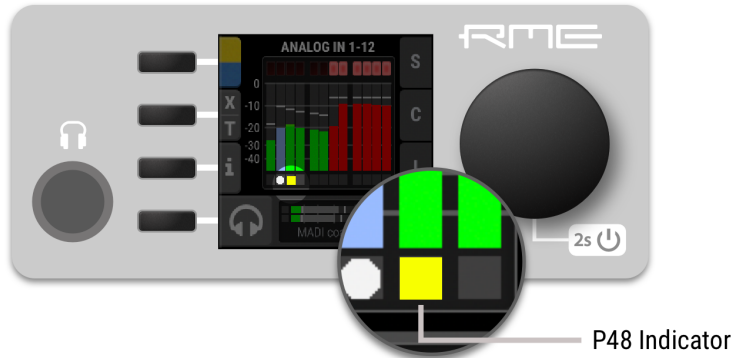 RME
ANALOG IN 1-12
S
0
X
-10
C
T
-20
-30
-40
i
MADI co
2s
P48 Indicator